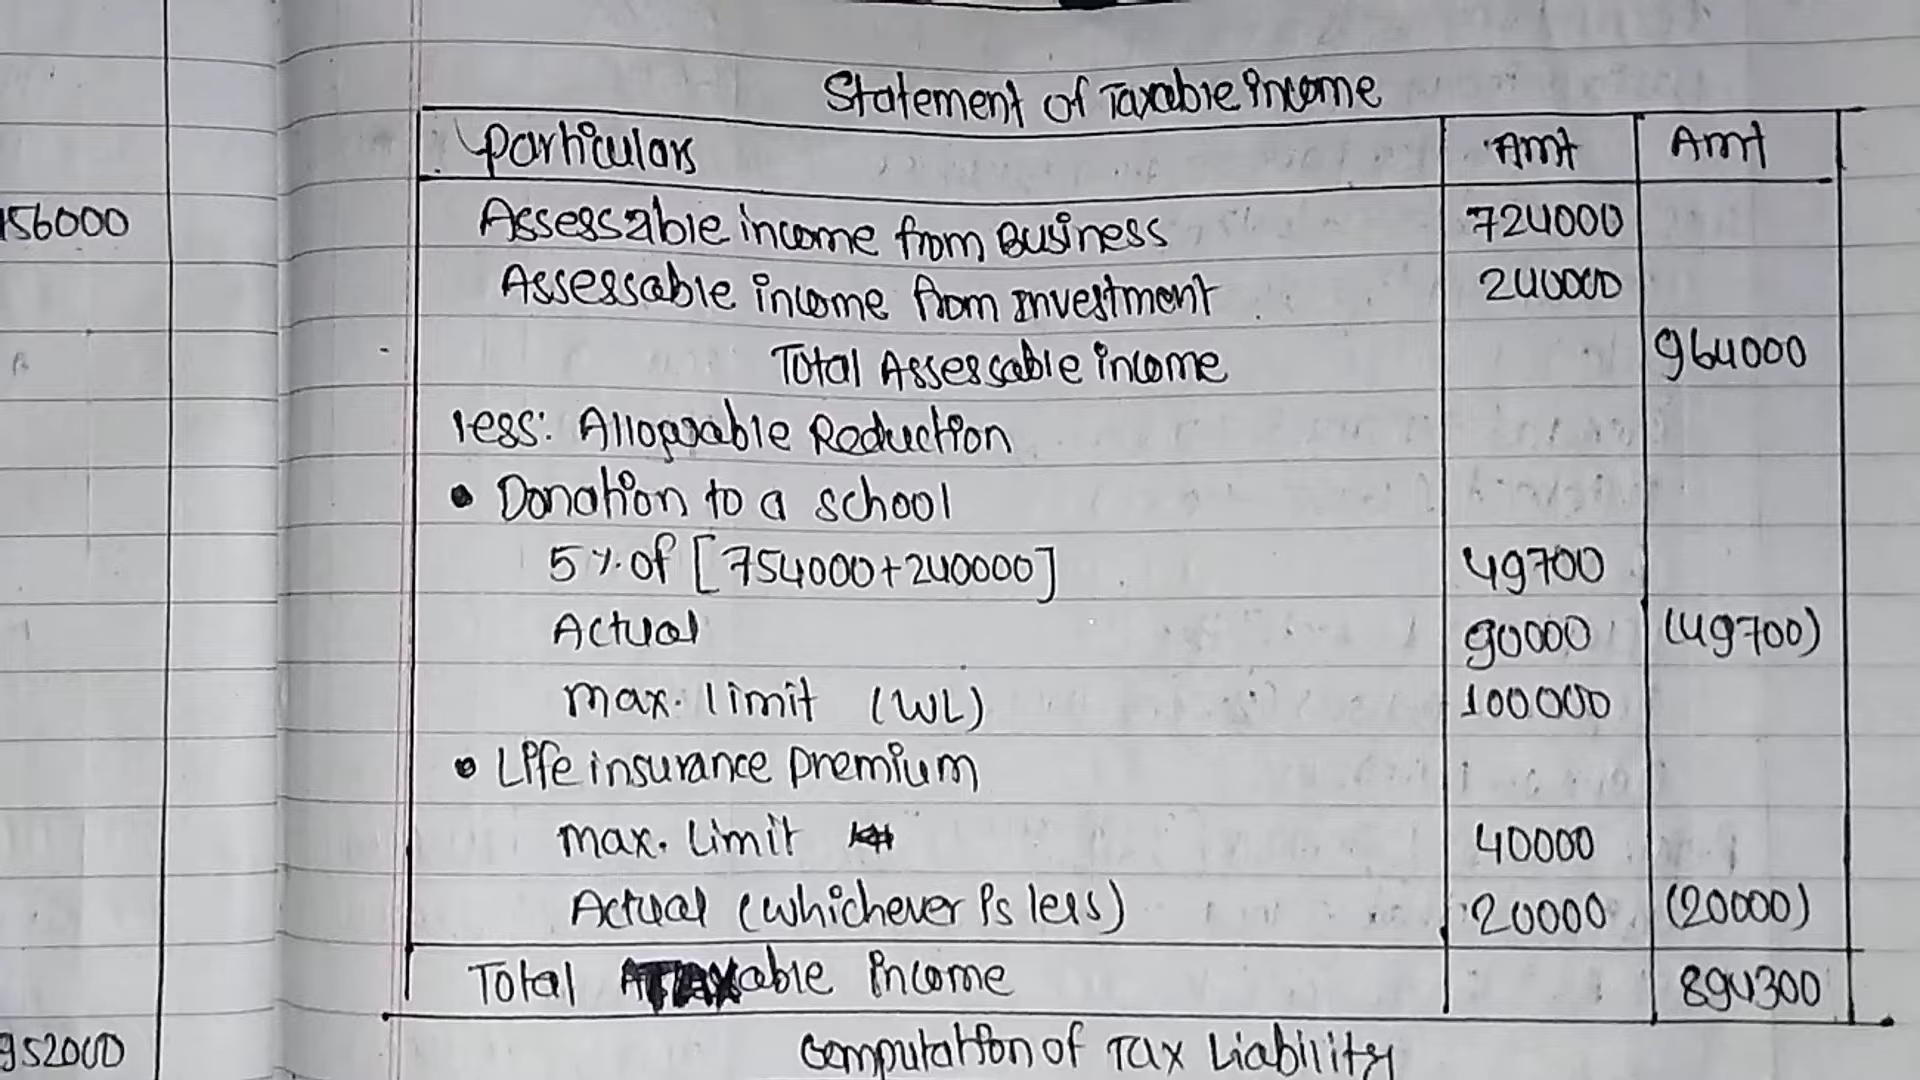 Statement of Taxable income
particulars Amt Amt
156000
Assessable income from Business 724000
Assessable income from Investment 240000
Total Assessable income 964000
less: Allowable Reduction
• Donation to a school
5% of [754000+240000] 49700
Actual 90000 (49700)
max. limit (WL) 100000
• Life insurance premium
max. Limit 40000
Actual (whichever is less) 20000 (20000)
Total Taxable income 894300
952000
Computation of Tax Liability